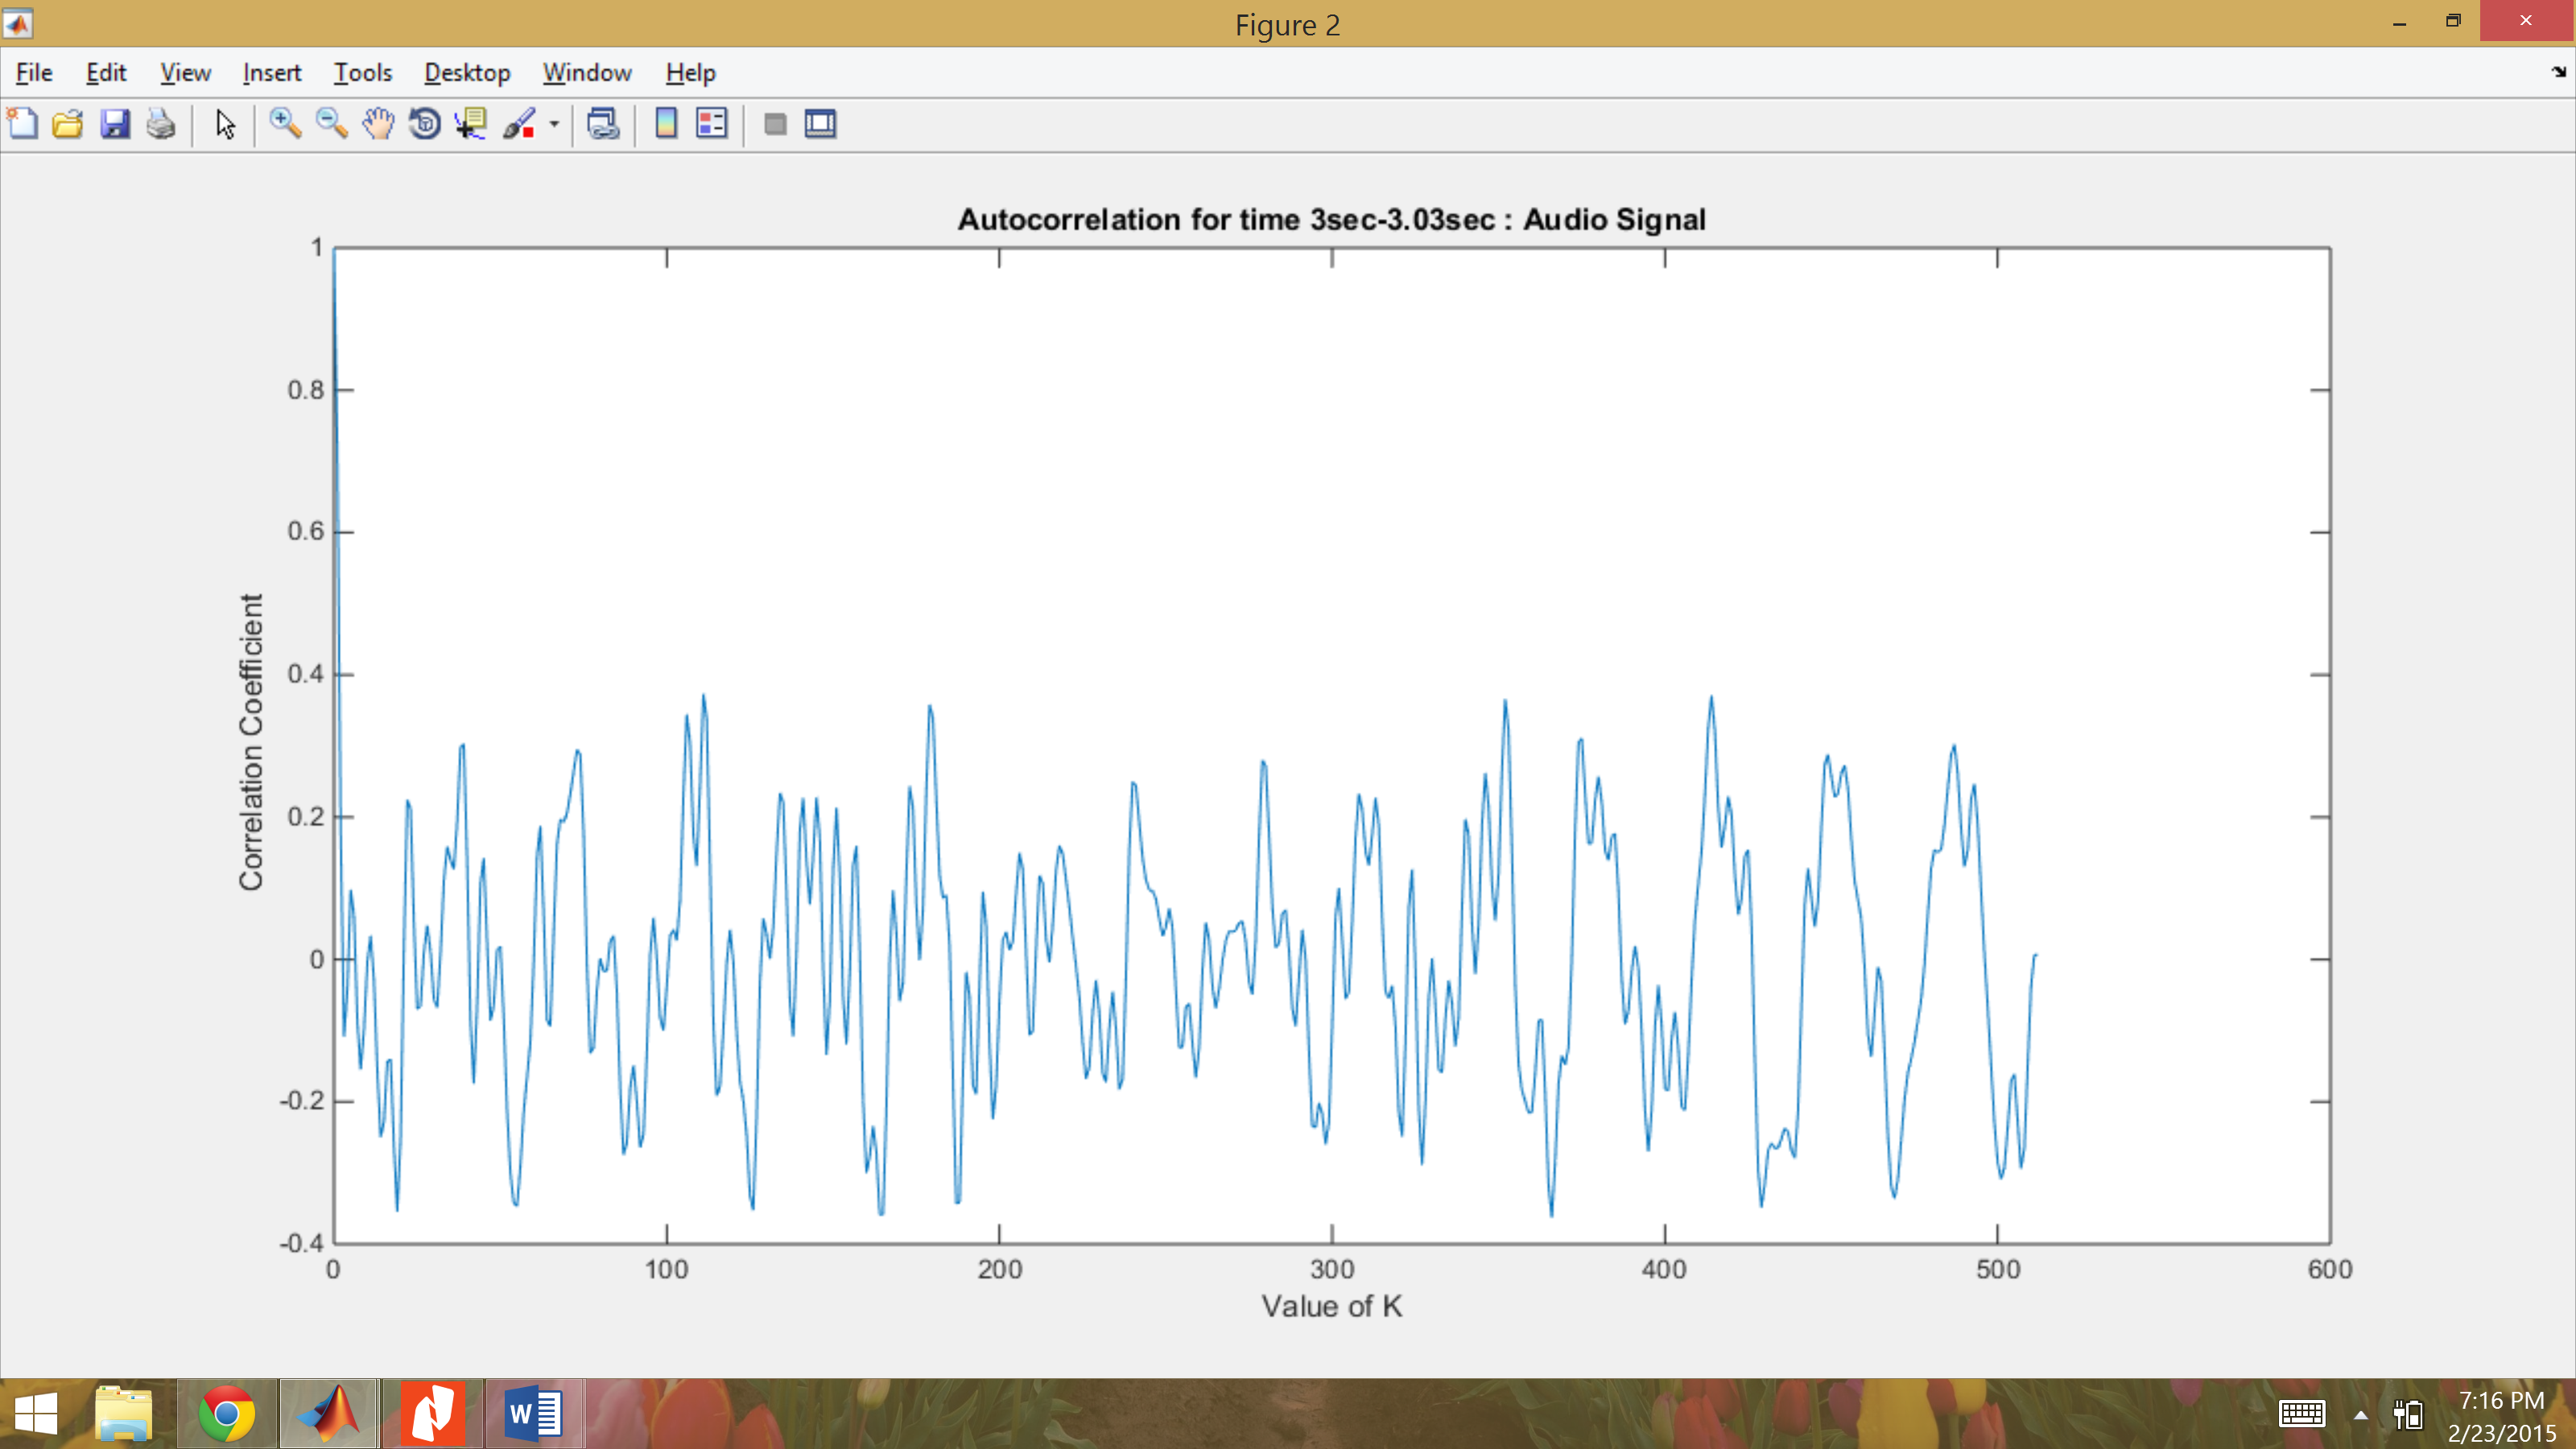 Figure 2
File Edit View Insert Tools Desktop Window Help
Autocorrelation for time 3sec-3.03sec : Audio Signal
1
0.8
0.6
0.4
0.2
0
-0.2
-0.4
Correlation Coefficient
0 100 200 300 400 500 600
Value of K
W
7:16 PM
2/23/2015